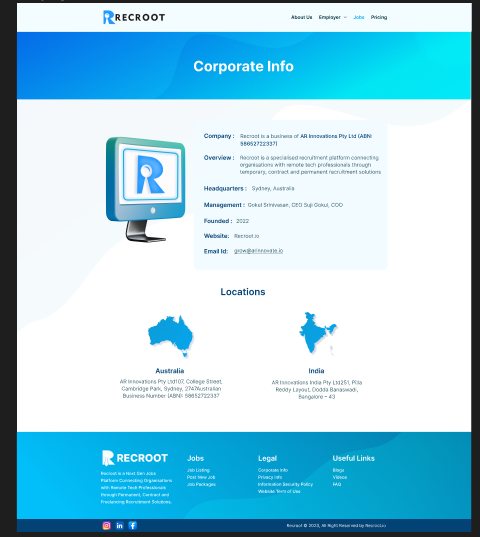 RECROOT
About Us Employer Jobs Pricing
Corporate Info
Company : Recroot is a business of AR Innovations Pty Ltd (ABN:
586527223377)
Overview : Recroot is a specialised recruitment platform connecting
organisations with remote tech professionals through
temporary, contract and permanent recruitment solutions
Headquarters : Sydney, Australia
Management : Gokul Srinivasan, CEO Suji Gokul, COO
Founded : 2022
Website: Recroot.io
Email Id: grow@arinnovate.io
Locations
Australia
AR Innovations Pty Ltd107, College Street,
Cambridge Park, Sydney, 2747Australian
Business Number (ABN): 58652722337
India
AR Innovations India Pty Ltd251, Pilla
Reddy Layout, Dodda Banaswadi,
Bangalore – 43
RECROOT
Recroot is a Next Gen Jobs
Platform Connecting Organisations
with Remote Tech Professionals
through Permanent, Contract and
Freelancing Recruitment Solutions.
Jobs
Job Listing
Post New Job
Job Packages
Legal
Corporate Info
Privacy Info
Information Security Policy
Website Term of Use
Useful Links
Blogs
Videos
FAQ
Recroot © 2023, All Right Reserved by Recroot.io